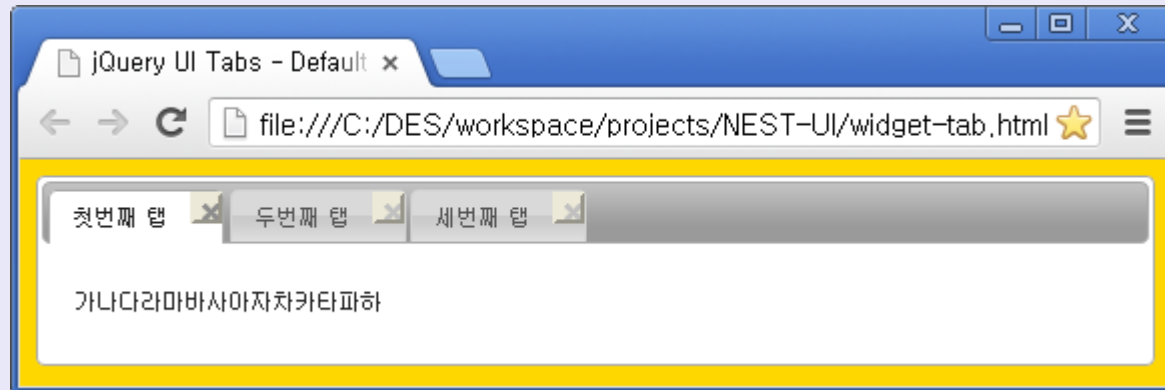 jQuery UI Tabs - Default
file:///C:/DES/workspace/projects/NEST-UI/widget-tab.html
첫번째 탭 두번째 탭 세번째 탭
가나다라마바사아자차카타파하